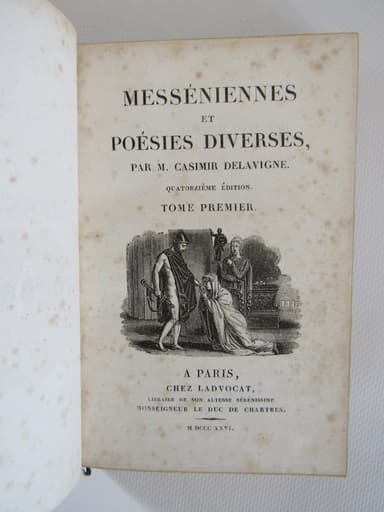 MESSÉNIENNES
ET
POÉSIES DIVERSES,
PAR M. CASIMIR DELAVIGNE.
QUATORZIÈME ÉDITION.
TOME PREMIER.
A PARIS,
CHEZ LADVOCAT,
LIBRAIRE DE SON ALTESSE SÉRÉNISSIME
MONSEIGNEUR LE DUC DE CHARTRES.
M DCCC XXVI.